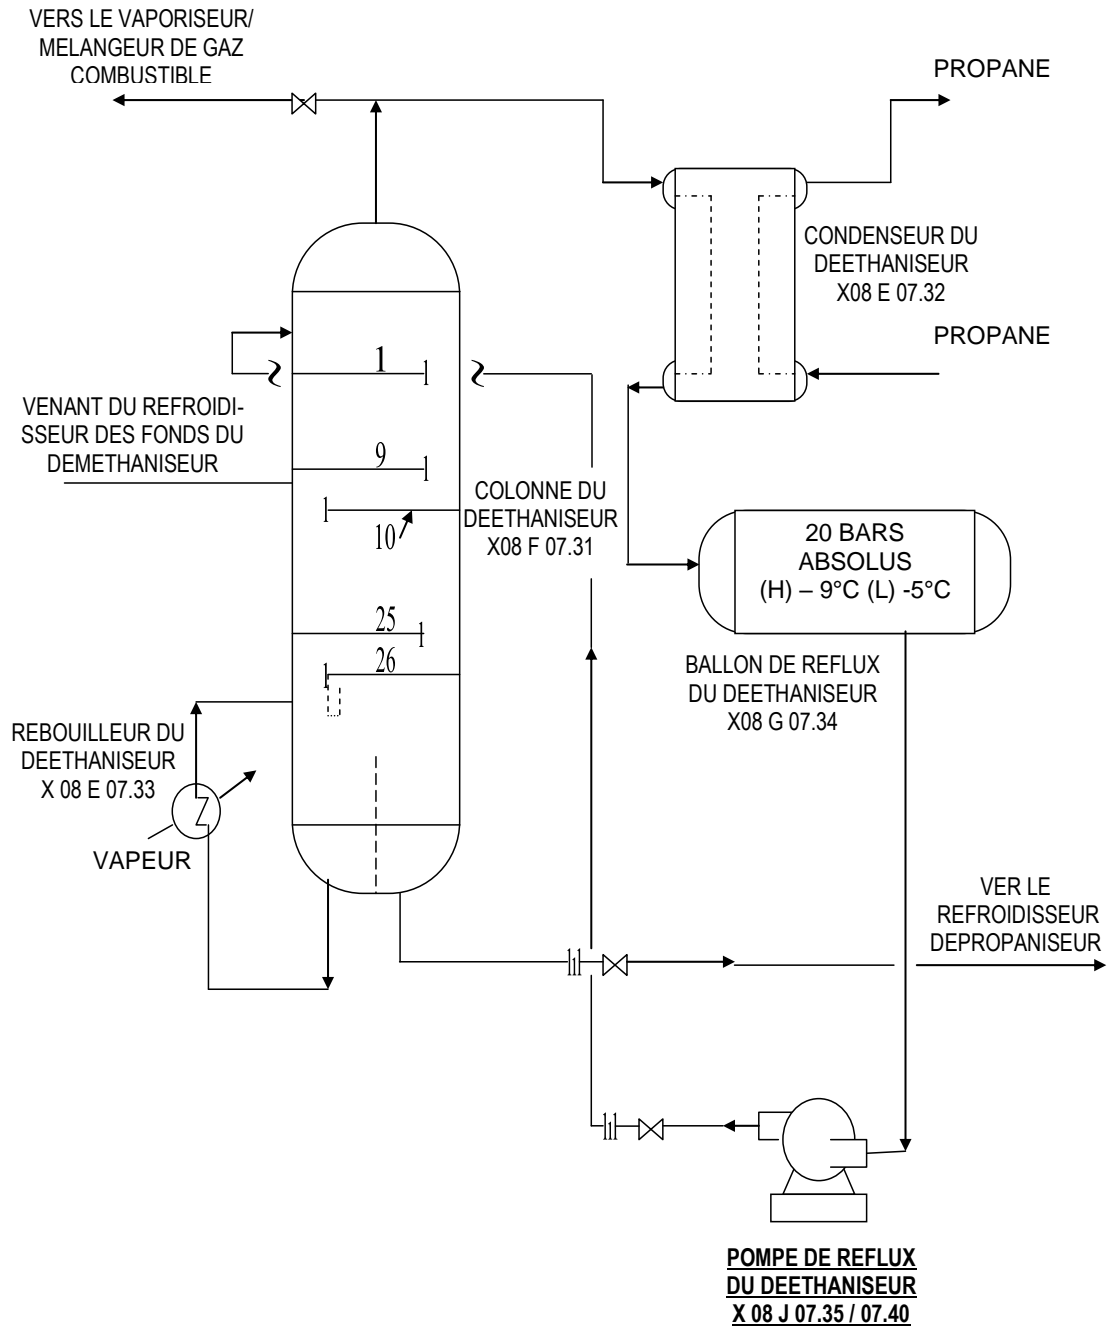 VERS LE VAPORISEUR/
MELANGEUR DE GAZ
COMBUSTIBLE
PROPANE
CONDENSEUR DU
DEETHANISEUR
X08 E 07.32
PROPANE
1
VENANT DU REFROIDI-
SSEUR DES FONDS DU
DEMETHANISEUR
9
10
COLONNE DU
DEETHANISEUR
X08 F 07.31
20 BARS
ABSOLUS
(H) – 9°C (L) -5°C
25
26
BALLON DE REFLUX
DU DEETHANISEUR
X08 G 07.34
REBOUILLEUR DU
DEETHANISEUR
X 08 E 07.33
VAPEUR
VER LE
REFROIDISSEUR
DEPROPANISEUR
POMPE DE REFLUX
DU DEETHANISEUR
X 08 J 07.35 / 07.40